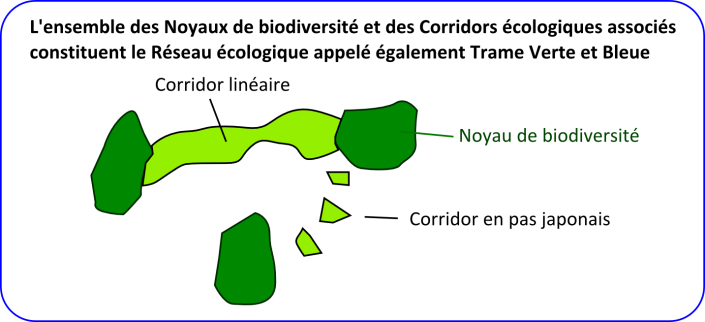 L'ensemble des Noyaux de biodiversité et des Corridors écologiques associés
constituent le Réseau écologique appelé également Trame Verte et Bleue
Corridor linéaire
Noyau de biodiversité
Corridor en pas japonais